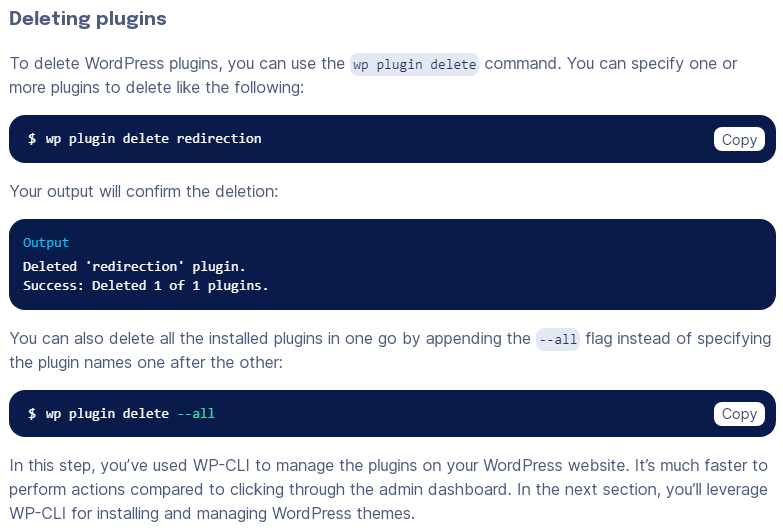 Deleting plugins
To delete WordPress plugins, you can use the wp plugin delete command. You can specify one or
more plugins to delete like the following:
$ wp plugin delete redirection
Copy
Your output will confirm the deletion:
Output
Deleted 'redirection' plugin.
Success: Deleted 1 of 1 plugins.
You can also delete all the installed plugins in one go by appending the --all flag instead of specifying
the plugin names one after the other:
$ wp plugin delete --all
Copy
In this step, you’ve used WP-CLI to manage the plugins on your WordPress website. It’s much faster to
perform actions compared to clicking through the admin dashboard. In the next section, you’ll leverage
WP-CLI for installing and managing WordPress themes.